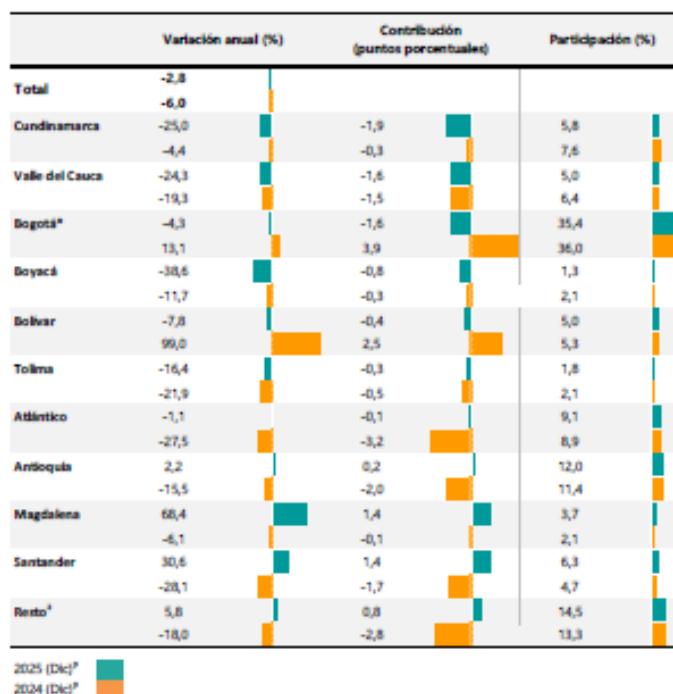 Variación anual (%) Contribución (puntos porcentuales) Participación (%)
Total -2,8
-6,0
Cundinamarca -25,0 -1,9 5,8
-4,4 -0,3 7,6
Valle del Cauca -24,3 -1,6 5,0
-19,3 -1,5 6,4
Bogotá* -4,3 -1,6 35,4
13,1 3,9 36,0
Boyacá -38,6 -0,8 1,3
-11,7 -0,3 2,1
Bolívar -7,8 -0,4 5,0
99,0 2,5 5,3
Tolima -16,4 -0,3 1,8
-21,9 -0,5 2,1
Atlántico -1,1 -0,1 9,1
-27,5 -3,2 8,9
Antioquia 2,2 0,2 12,0
-15,5 -2,0 11,4
Magdalena 68,4 1,4 3,7
-6,1 -0,1 2,1
Santander 30,6 1,4 6,3
-28,1 -1,7 4,7
Resto 5,8 0,8 14,5
-18,0 -2,8 13,3
2025 (Dic)ᴾ
2024 (Dic)ᴾ